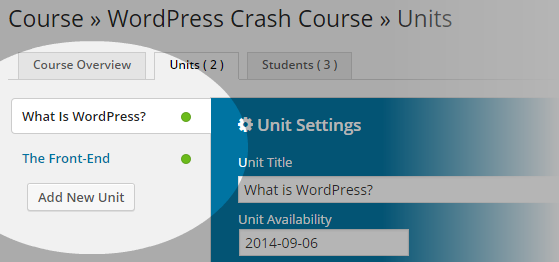 Course » WordPress Crash Course » Units
Course Overview
Units ( 2 )
Students ( 3 )
What Is WordPress?
The Front-End
Add New Unit
Unit Settings
Unit Title
What is WordPress?
Unit Availability
2014-09-06